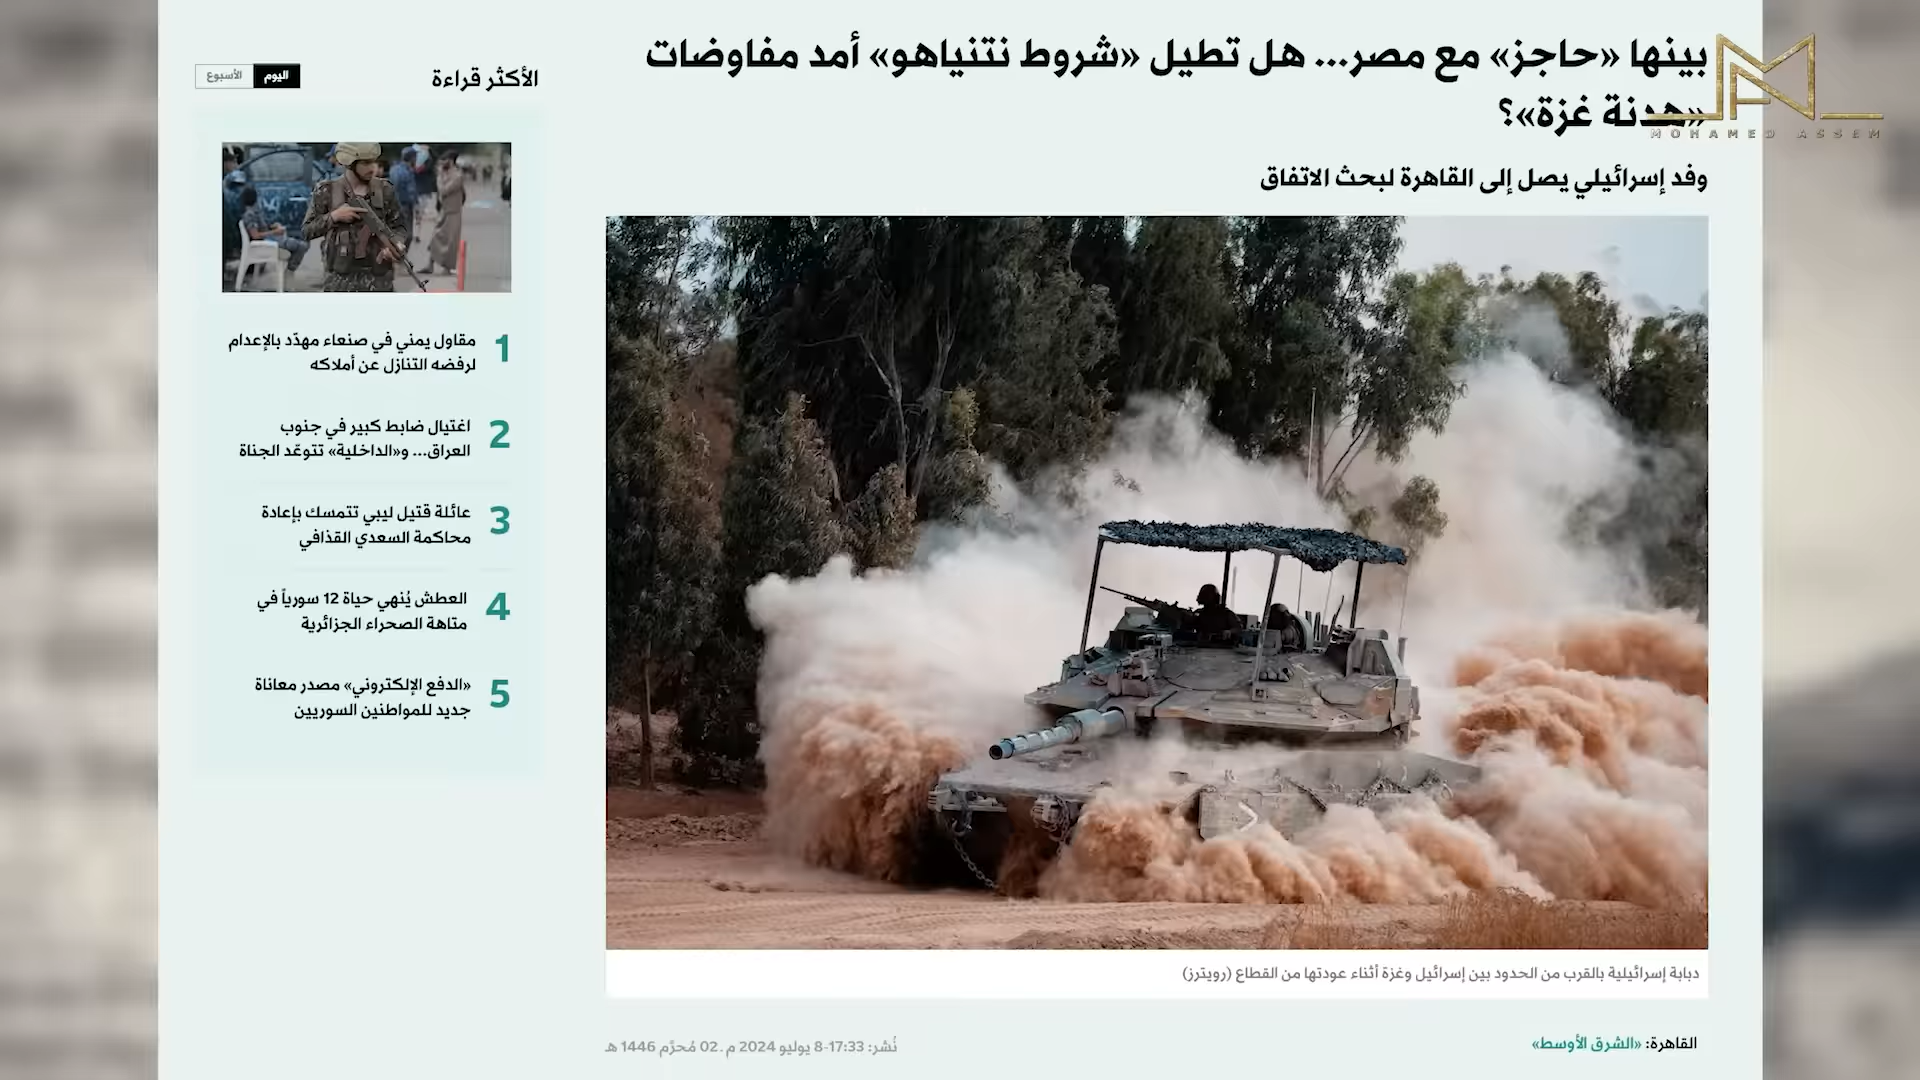 بينها «حاجز» مع مصر... هل تطيل «شروط نتنياهو» أمد مفاوضات
«هدنة غزة»؟
MOHAMED ASSEM
وفد إسرائيلي يصل إلى القاهرة لبحث الاتفاق
دبابة إسرائيلية بالقرب من الحدود بين إسرائيل وغزة أثناء عودتها من القطاع (رويترز)
القاهرة: «الشرق الأوسط»
نُشر: 17:33-8 يوليو 2024 م ـ 02 مُحرَّم 1446 هـ
الأكثر قراءة
اليوم الأسبوع
1 مقاول يمني في صنعاء مهدّد بالإعدام
لرفضه التنازل عن أملاكه
2 اغتيال ضابط كبير في جنوب
العراق... و«الداخلية» تتوعّد الجناة
3 عائلة قتيل ليبي تتمسك بإعادة
محاكمة السعدي القذافي
4 العطش يُنهي حياة 12 سورياً في
متاهة الصحراء الجزائرية
5 «الدفع الإلكتروني» مصدر معاناة
جديد للمواطنين السوريين